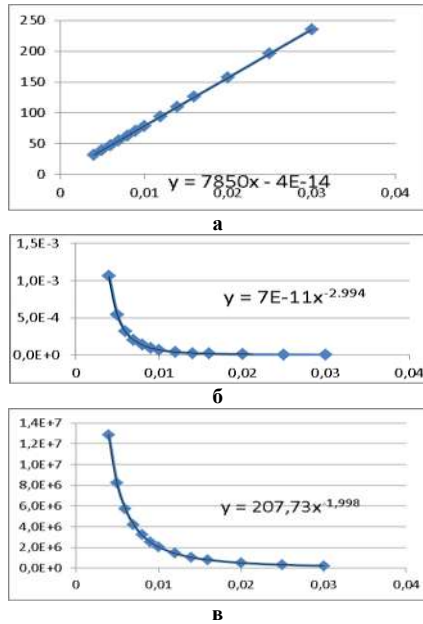 250
200
150
100
50
0
0 0,01 0,02 0,03 0,04
y = 7850x - 4E-14
а
1,5E-3
1,0E-3
5,0E-4
0,0E+0
y = 7E-11x^-2.994
0 0,01 0,02 0,03 0,04
б
1,4E+7
1,2E+7
1,0E+7
8,0E+6
6,0E+6
4,0E+6
2,0E+6
0,0E+0
y = 207,73x^-1,998
0 0,01 0,02 0,03 0,04
в